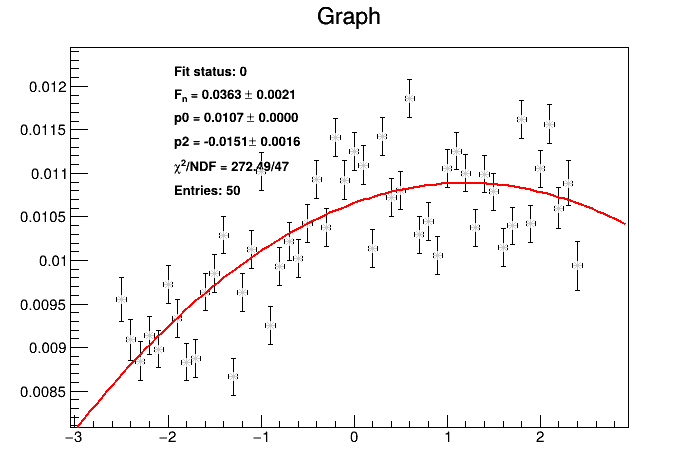 Graph
Fit status: 0
Fn = 0.0363 ± 0.0021
p0 = 0.0107 ± 0.0000
p2 = -0.0151± 0.0016
χ²/NDF = 272.49/47
Entries: 50
0.012
0.0115
0.011
0.0105
0.01
0.0095
0.009
0.0085
−3 −2 −1 0 1 2